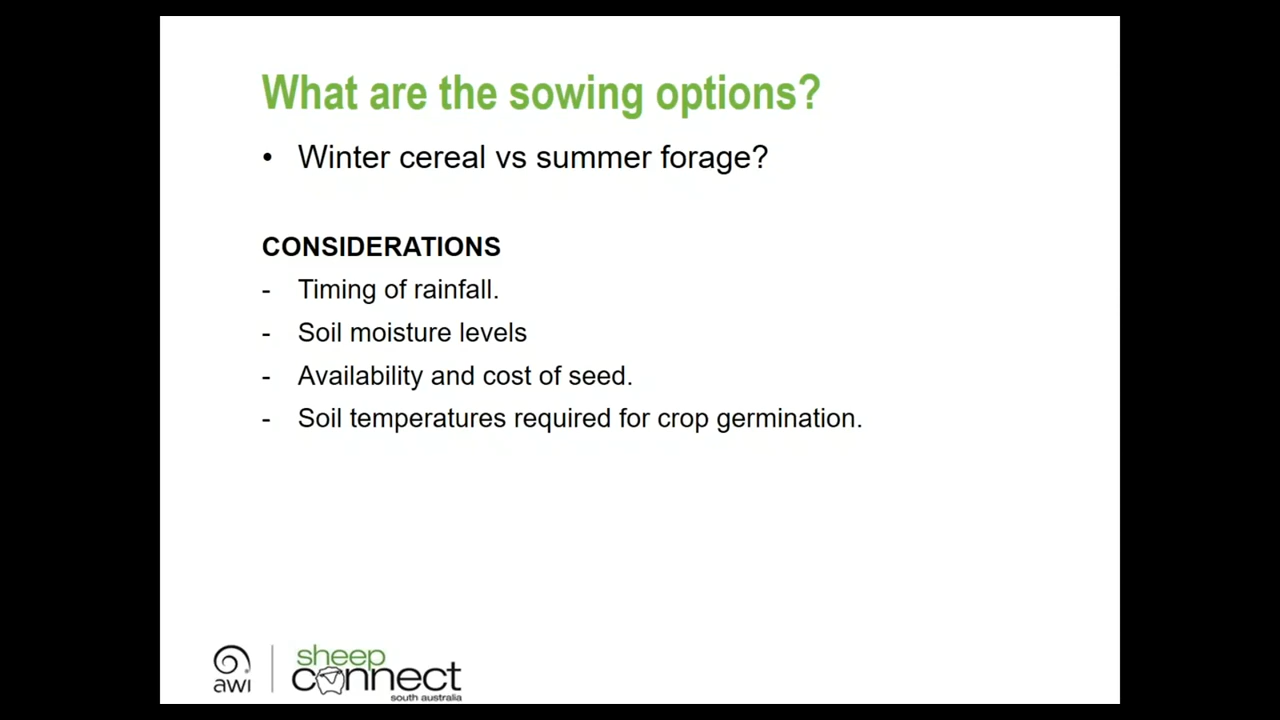 What are the sowing options?
• Winter cereal vs summer forage?
CONSIDERATIONS
- Timing of rainfall.
- Soil moisture levels
- Availability and cost of seed.
- Soil temperatures required for crop germination.
awi
sheep
connect
south australia